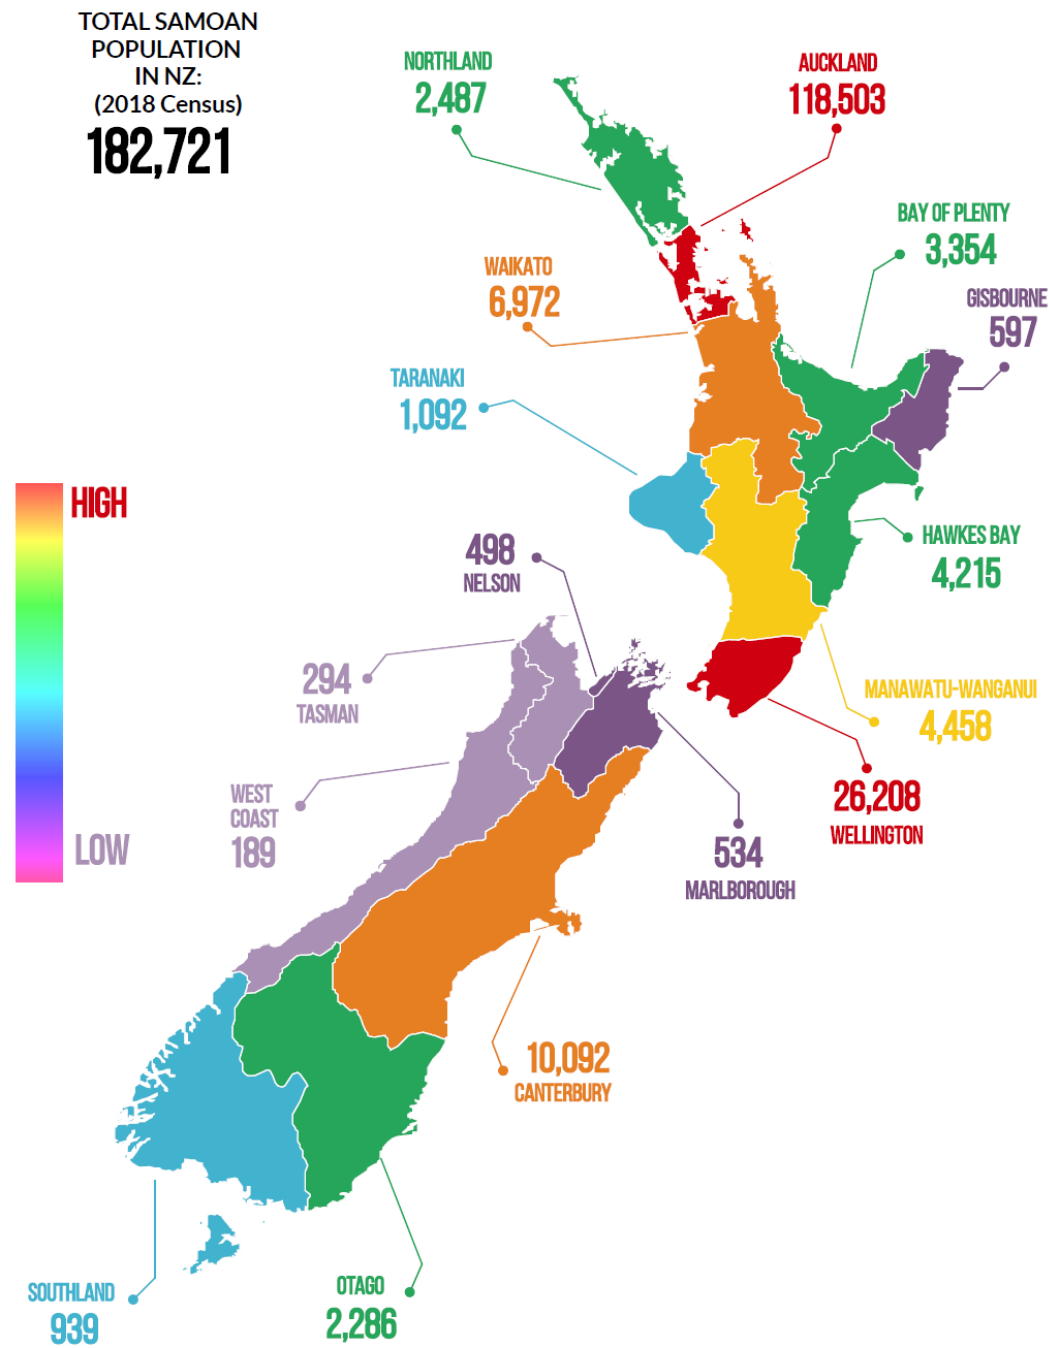 TOTAL SAMOAN
POPULATION
IN NZ:
(2018 Census)
182,721
NORTHLAND
2,487
AUCKLAND
118,503
BAY OF PLENTY
3,354
WAIKATO
6,972
GISBOURNE
597
TARANAKI
1,092
HIGH
HAWKES BAY
4,215
498
NELSON
294
TASMAN
MANAWATU-WANGANUI
4,458
WEST
COAST
189
LOW
26,208
WELLINGTON
534
MARLBOROUGH
10,092
CANTERBURY
SOUTHLAND
939
OTAGO
2,286